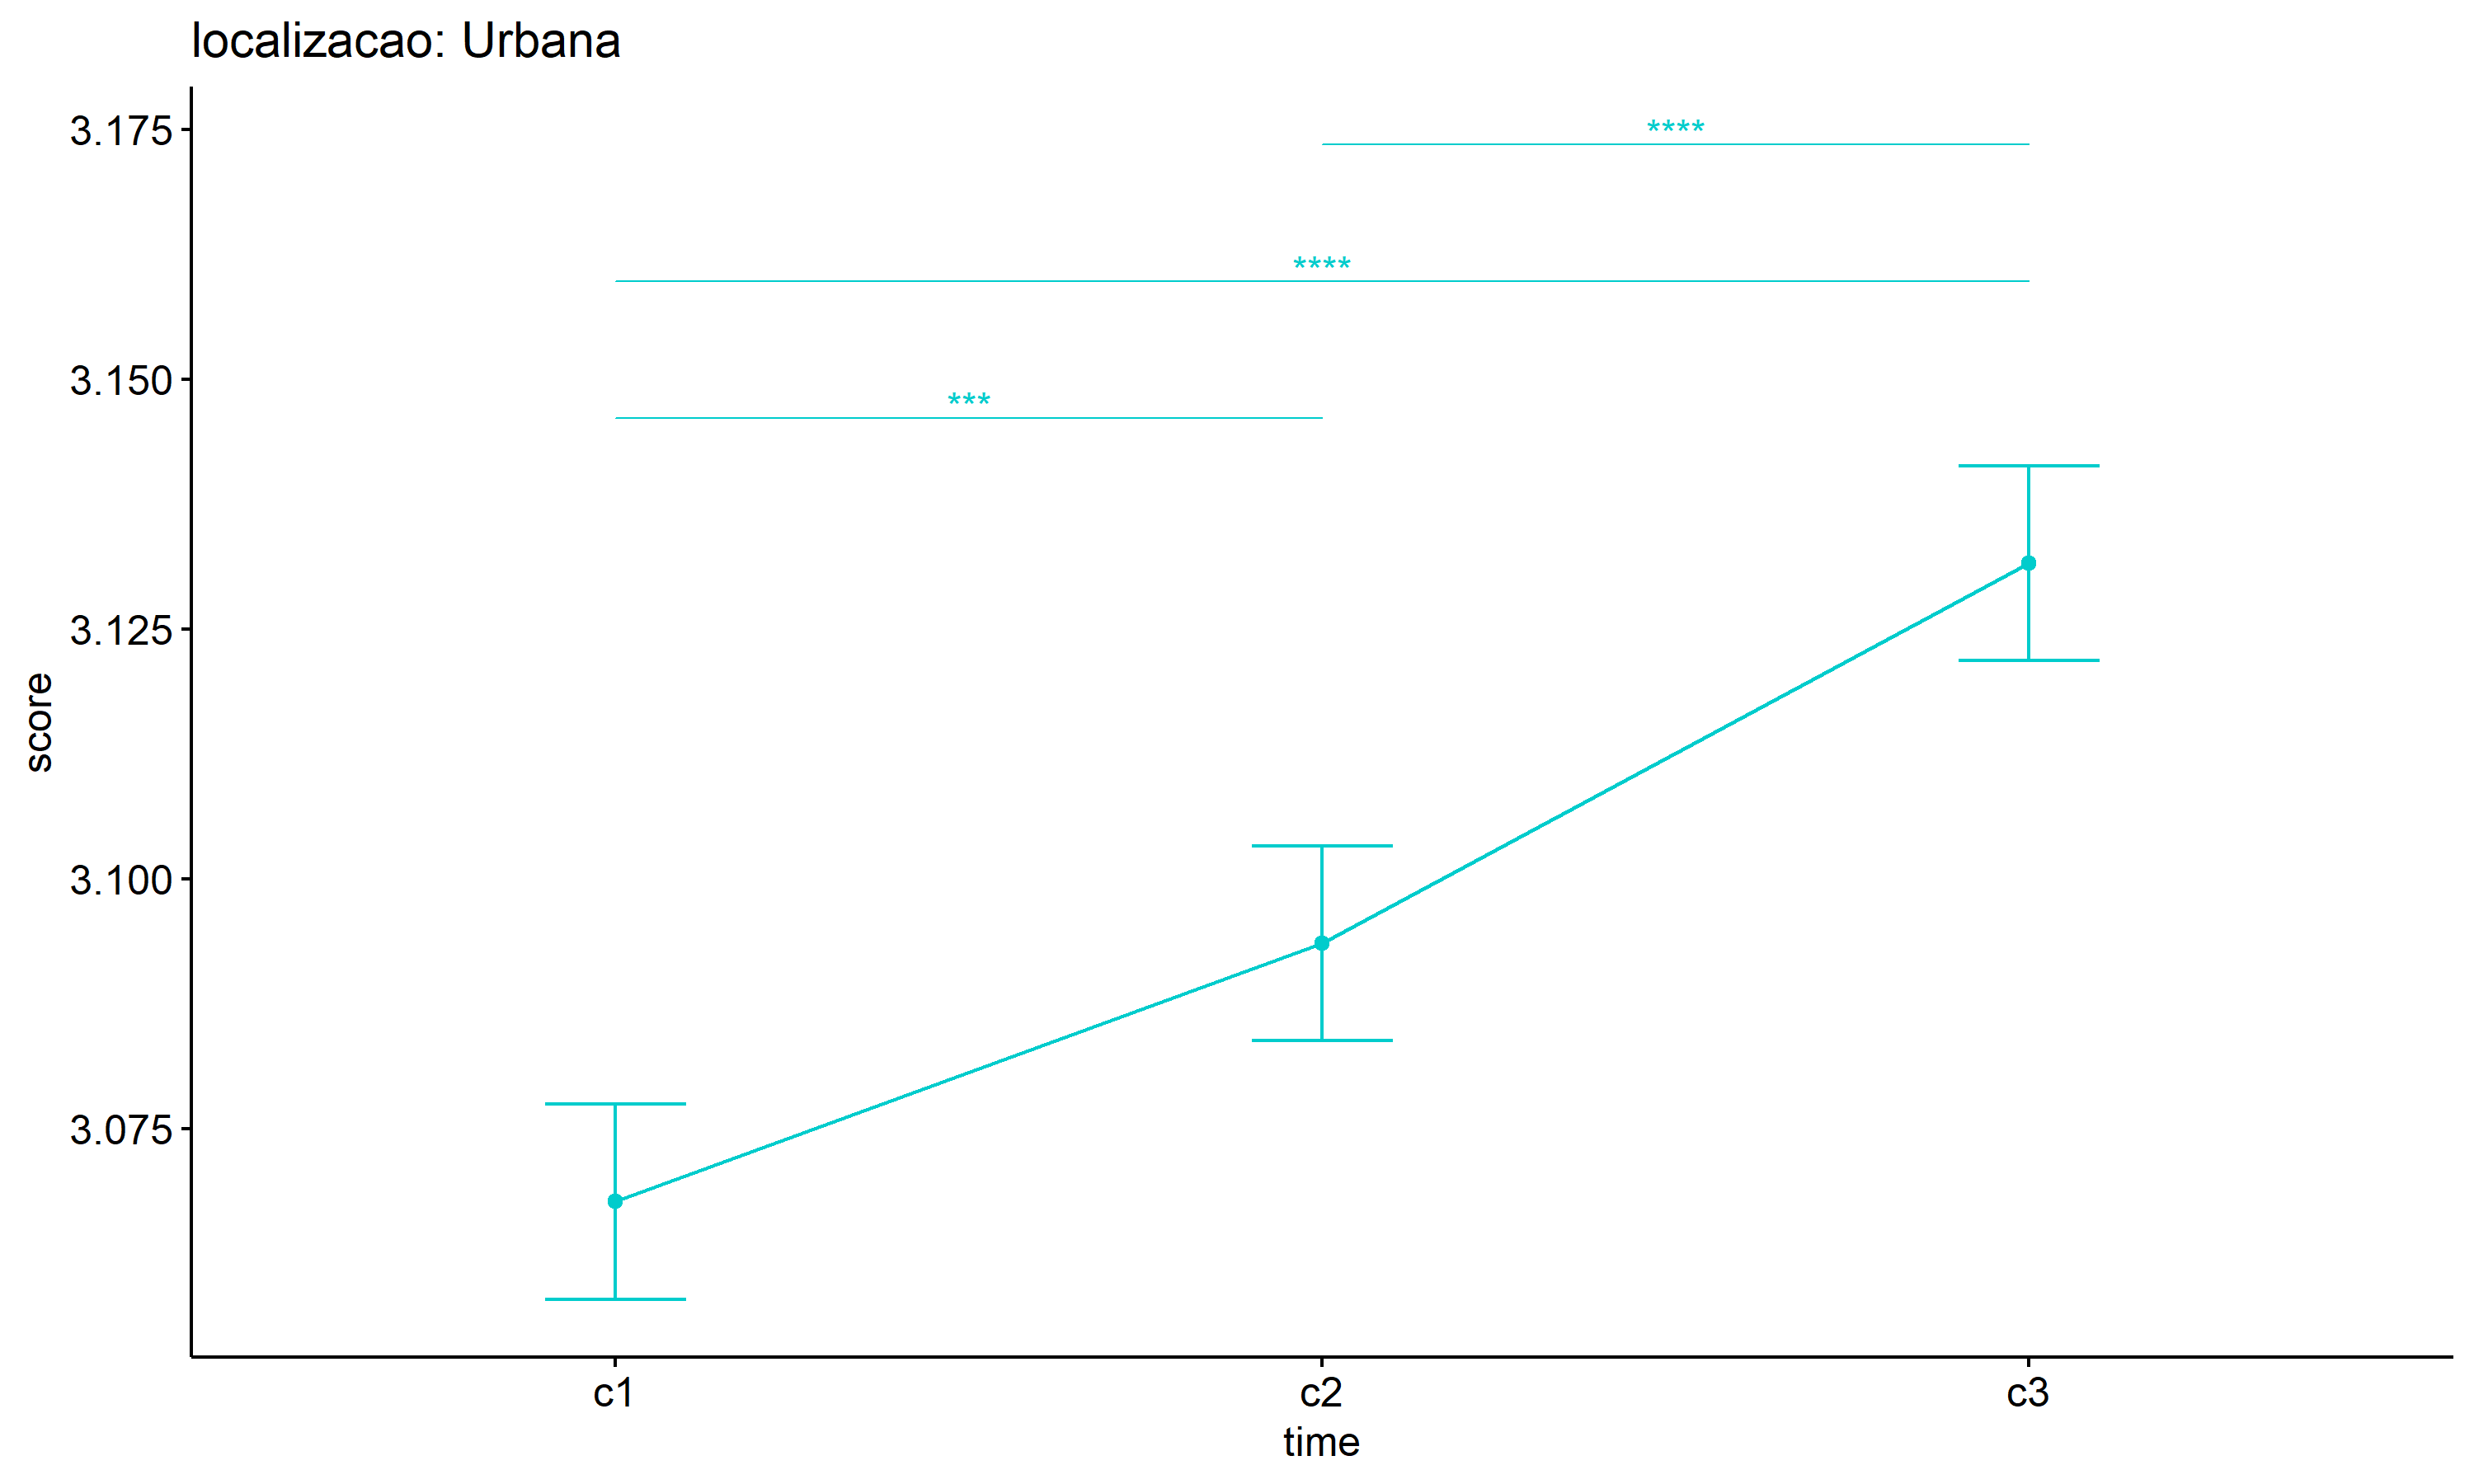 localizacao: Urbana
3.175
****
****
3.150
***
3.125
score
3.100
3.075
c1 c2 c3
time